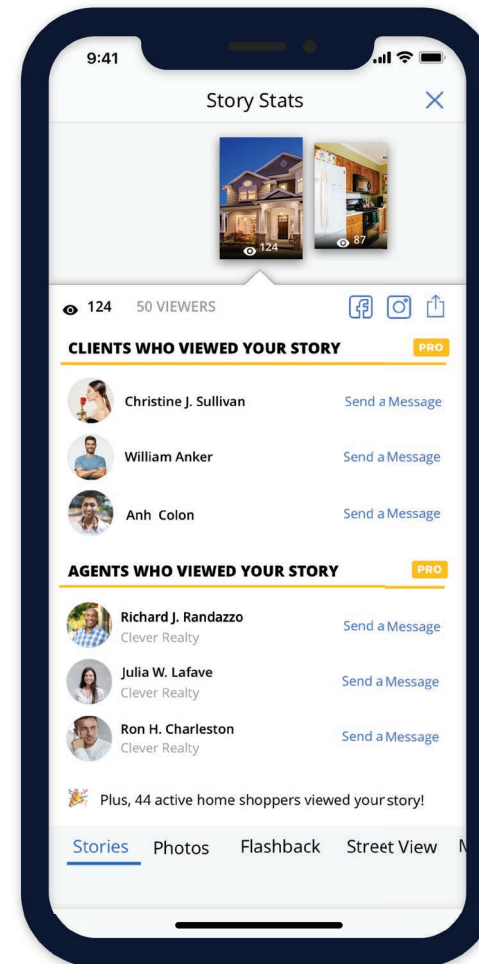 9:41
Story Stats
124
87
124 50 VIEWERS
CLIENTS WHO VIEWED YOUR STORY PRO
Christine J. Sullivan Send a Message
William Anker Send a Message
Anh Colon Send a Message
AGENTS WHO VIEWED YOUR STORY PRO
Richard J. Randazzo
Clever Realty
Send a Message
Julia W. Lafave
Clever Realty
Send a Message
Ron H. Charleston
Clever Realty
Send a Message
Plus, 44 active home shoppers viewed your story!
Stories Photos Flashback Street View